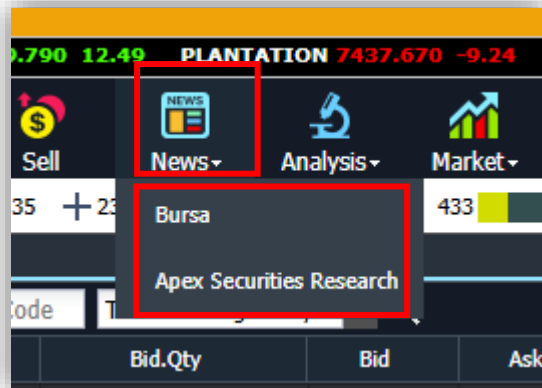 .790 12.49 PLANTATION 7437.670 -9.24
NEWS
Sell News Analysis Market
35 23 433
Bursa
Apex Securities Research
Code
Bid.Qty Bid Ask